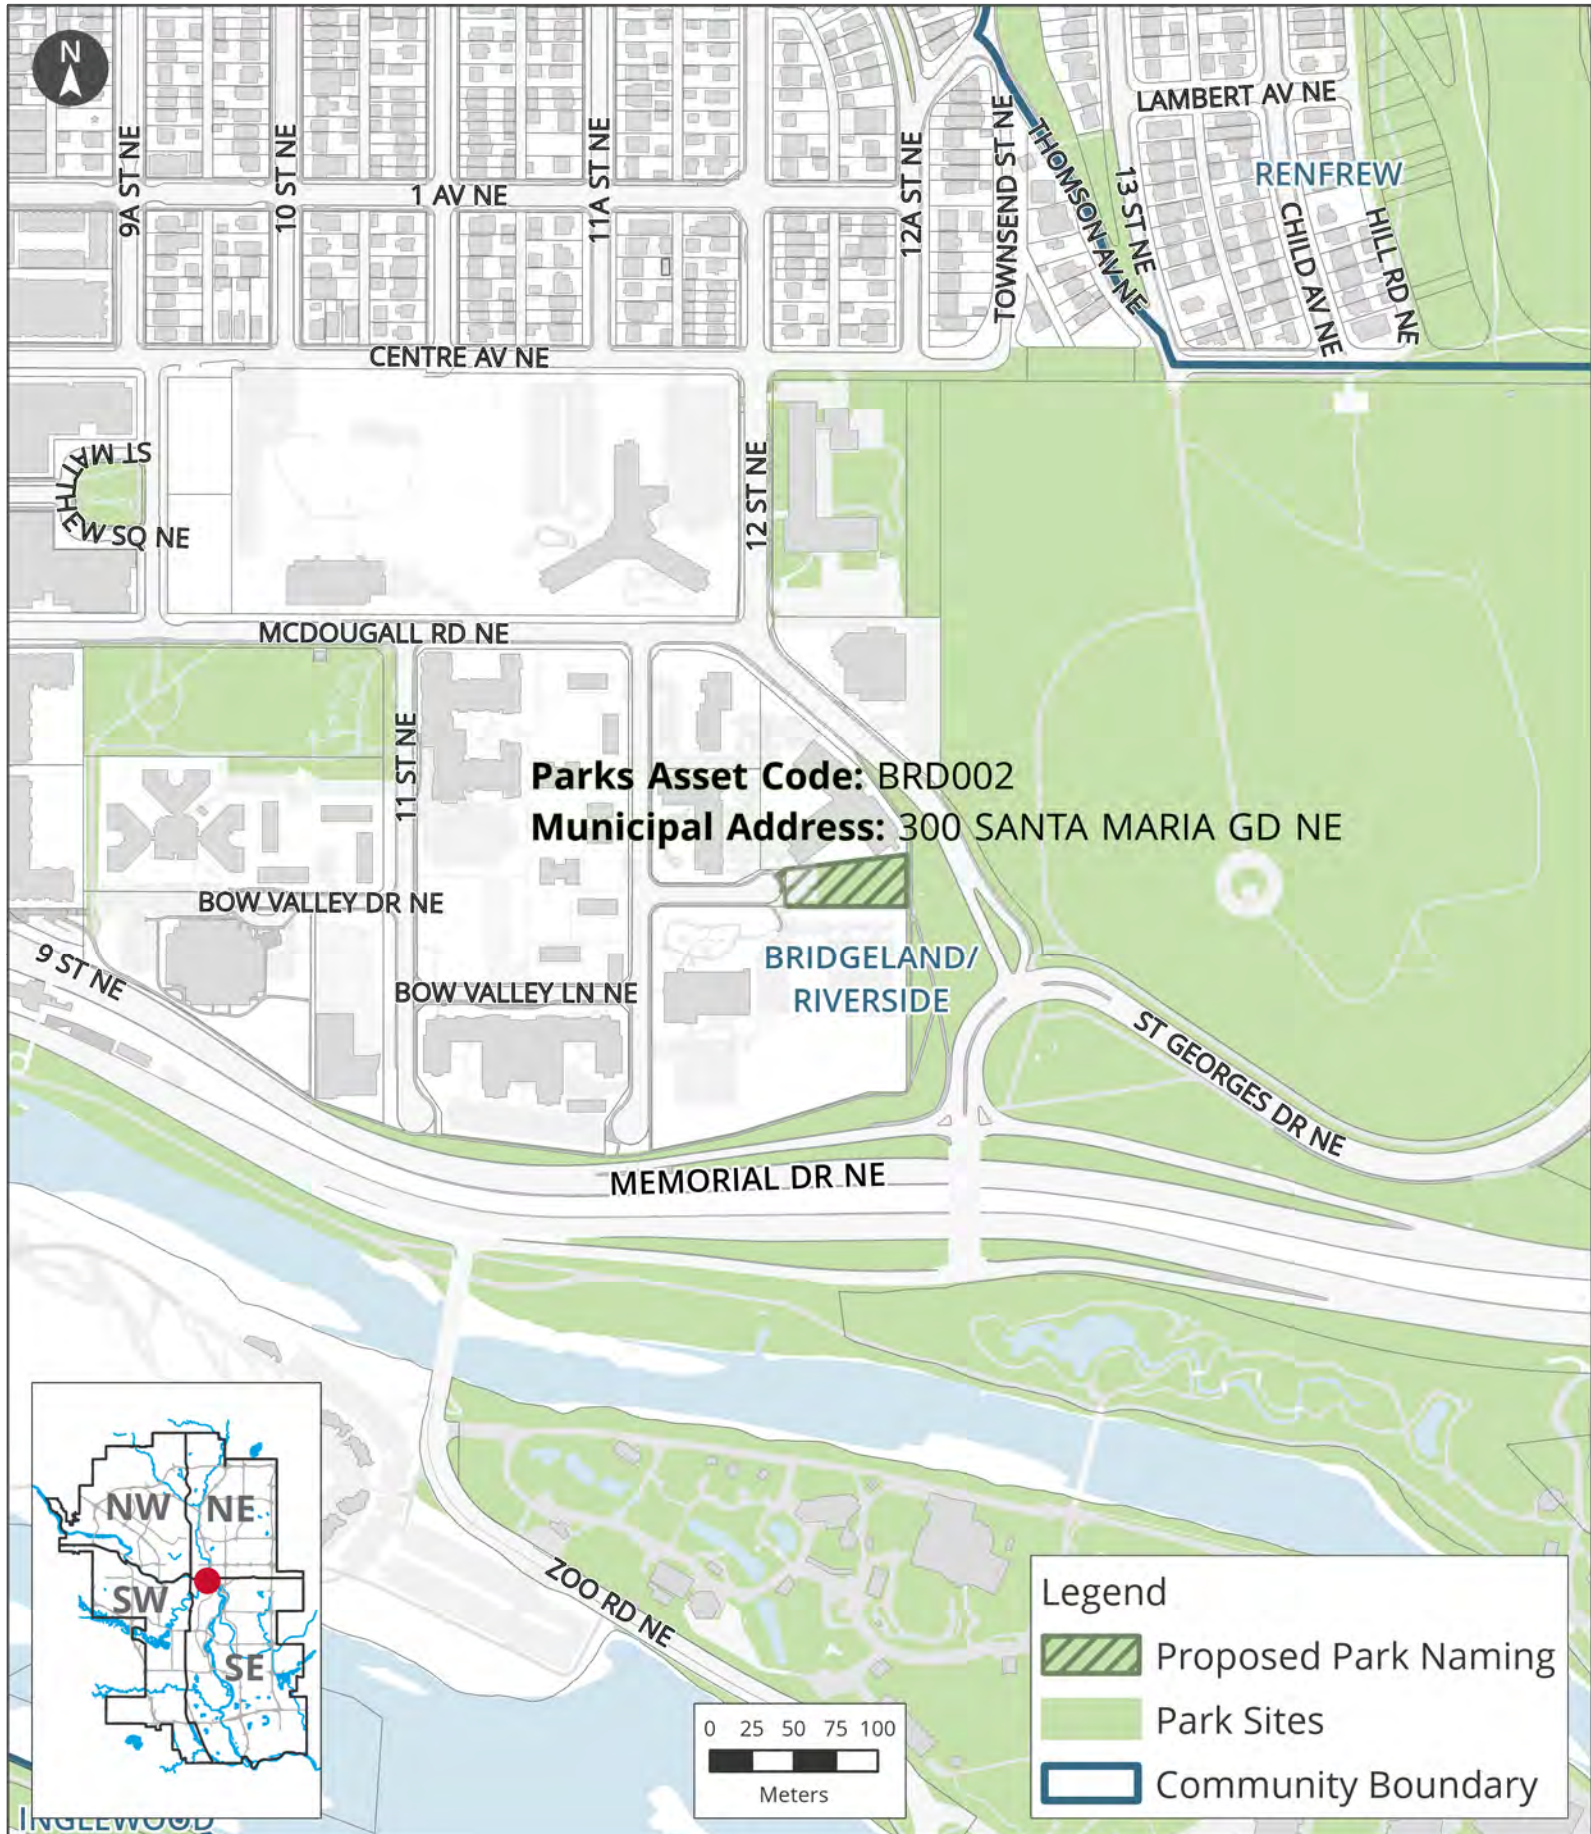 N
LAMBERT AV NE
9A ST NE
10 ST NE
11A ST NE
12A ST NE
TOWNSEND ST NE
THOMSON AV NE
13 ST NE
RENFREW
1 AV NE
CHILD AV NE
HILL RD NE
CENTRE AV NE
ST MATTHEW SQ NE
12 ST NE
MCDOUGALL RD NE
11 ST NE
Parks Asset Code: BRD002
Municipal Address: 300 SANTA MARIA GD NE
BOW VALLEY DR NE
9 ST NE
BRIDGELAND/
RIVERSIDE
BOW VALLEY LN NE
ST GEORGES DR NE
MEMORIAL DR NE
ZOO RD NE
NW
NE
SW
SE
INGLEWOOD
0 25 50 75 100
Meters
Legend
Proposed Park Naming
Park Sites
Community Boundary